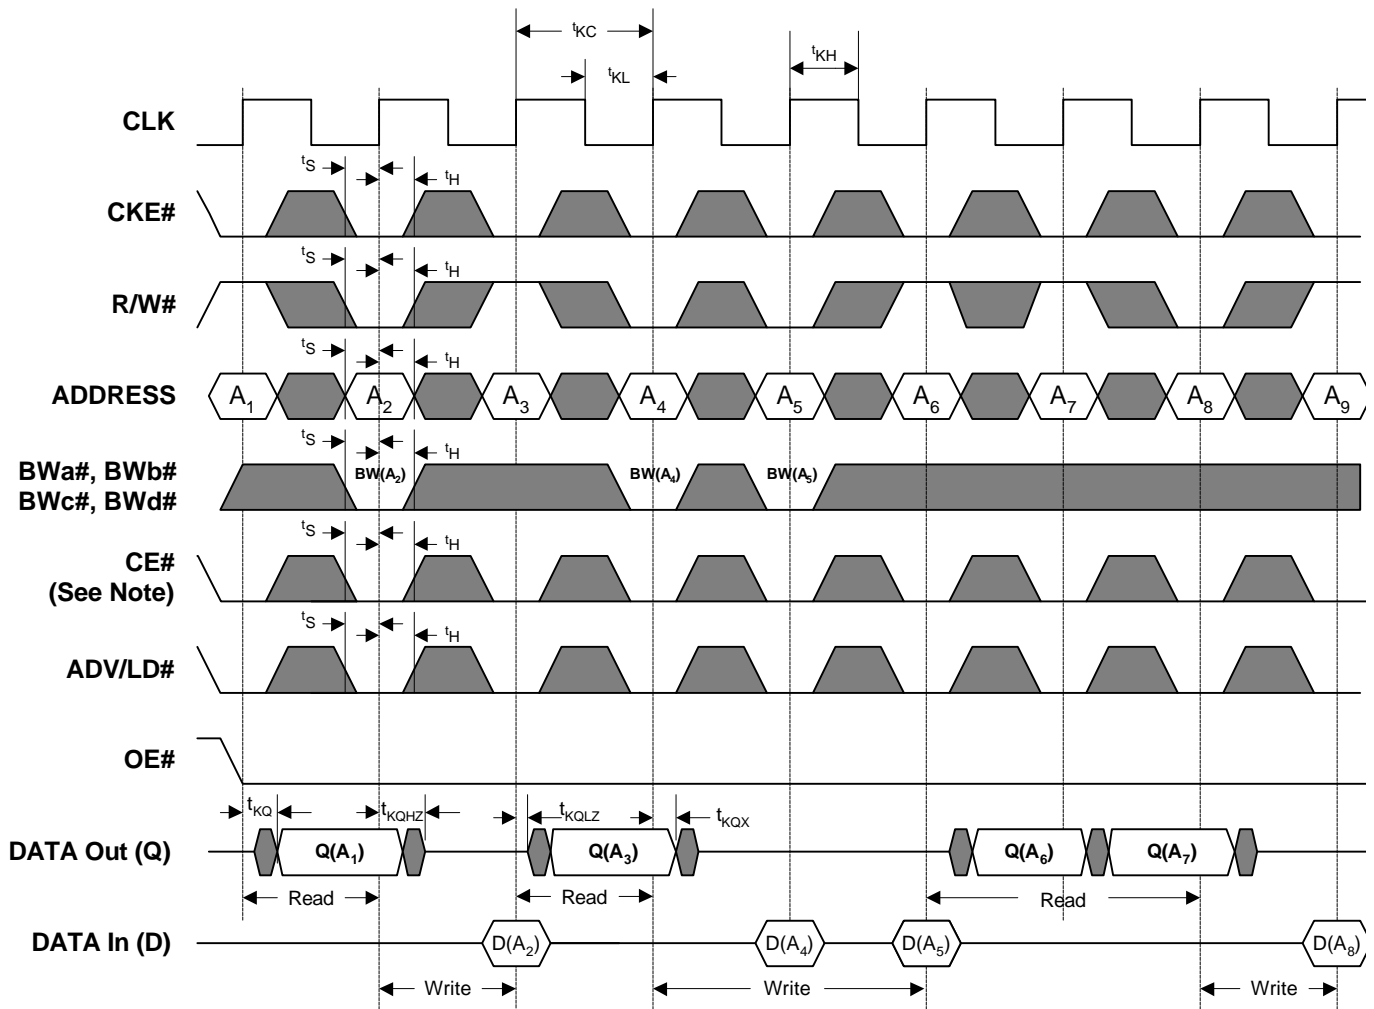 tKC
tKH
tKL
CLK
tS
tH
CKE#
tS
tH
R/W#
tS
tH
ADDRESS
A1
A2
A3
A4
A5
A6
A7
A8
A9
tS
tH
BWa#, BWb#
BWc#, BWd#
BW(A2)
BW(A4)
BW(A5)
tS
tH
CE#
(See Note)
tS
tH
ADV/LD#
OE#
tKQ
tKQHZ
tKQLZ
tKQX
DATA Out (Q)
Q(A1)
Q(A3)
Q(A6)
Q(A7)
Read
Read
Read
DATA In (D)
D(A2)
D(A4)
D(A5)
D(A8)
Write
Write
Write